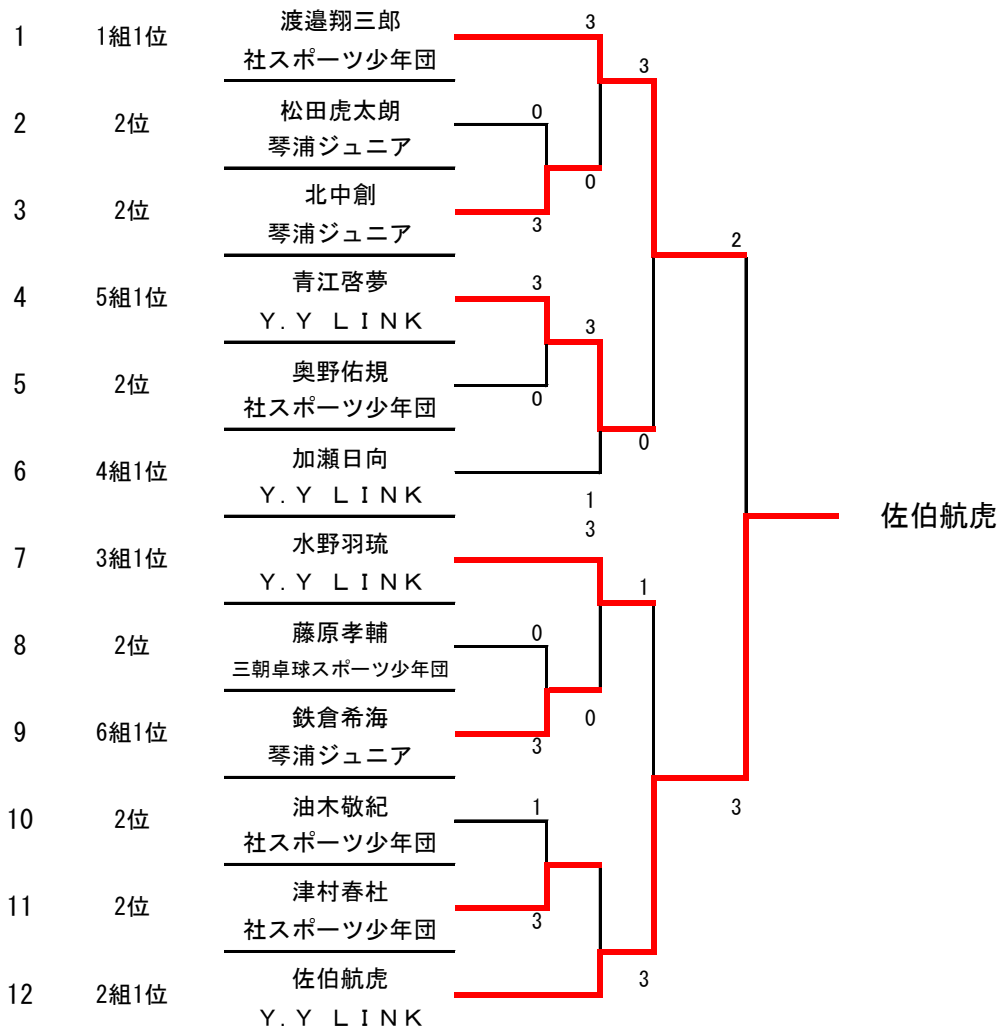 1 1組1位 渡邉翔三郎 3
社スポーツ少年団 3
2 2位 松田虎太朗 0
琴浦ジュニア 0
3 2位 北中創 3
琴浦ジュニア 2
4 5組1位 青江啓夢 3
Y.Y LINK 3
5 2位 奥野佑規 0
社スポーツ少年団 0
6 4組1位 加瀬日向
Y.Y LINK 1
佐伯航虎
7 3組1位 水野羽琉 3
Y.Y LINK 1
8 2位 藤原孝輔 0
三朝卓球スポーツ少年団
9 6組1位 鉄倉希海 0
琴浦ジュニア 3
10 2位 油木敬紀 1 3
社スポーツ少年団
11 2位 津村春杜 3
社スポーツ少年団
12 2組1位 佐伯航虎 3
Y.Y LINK